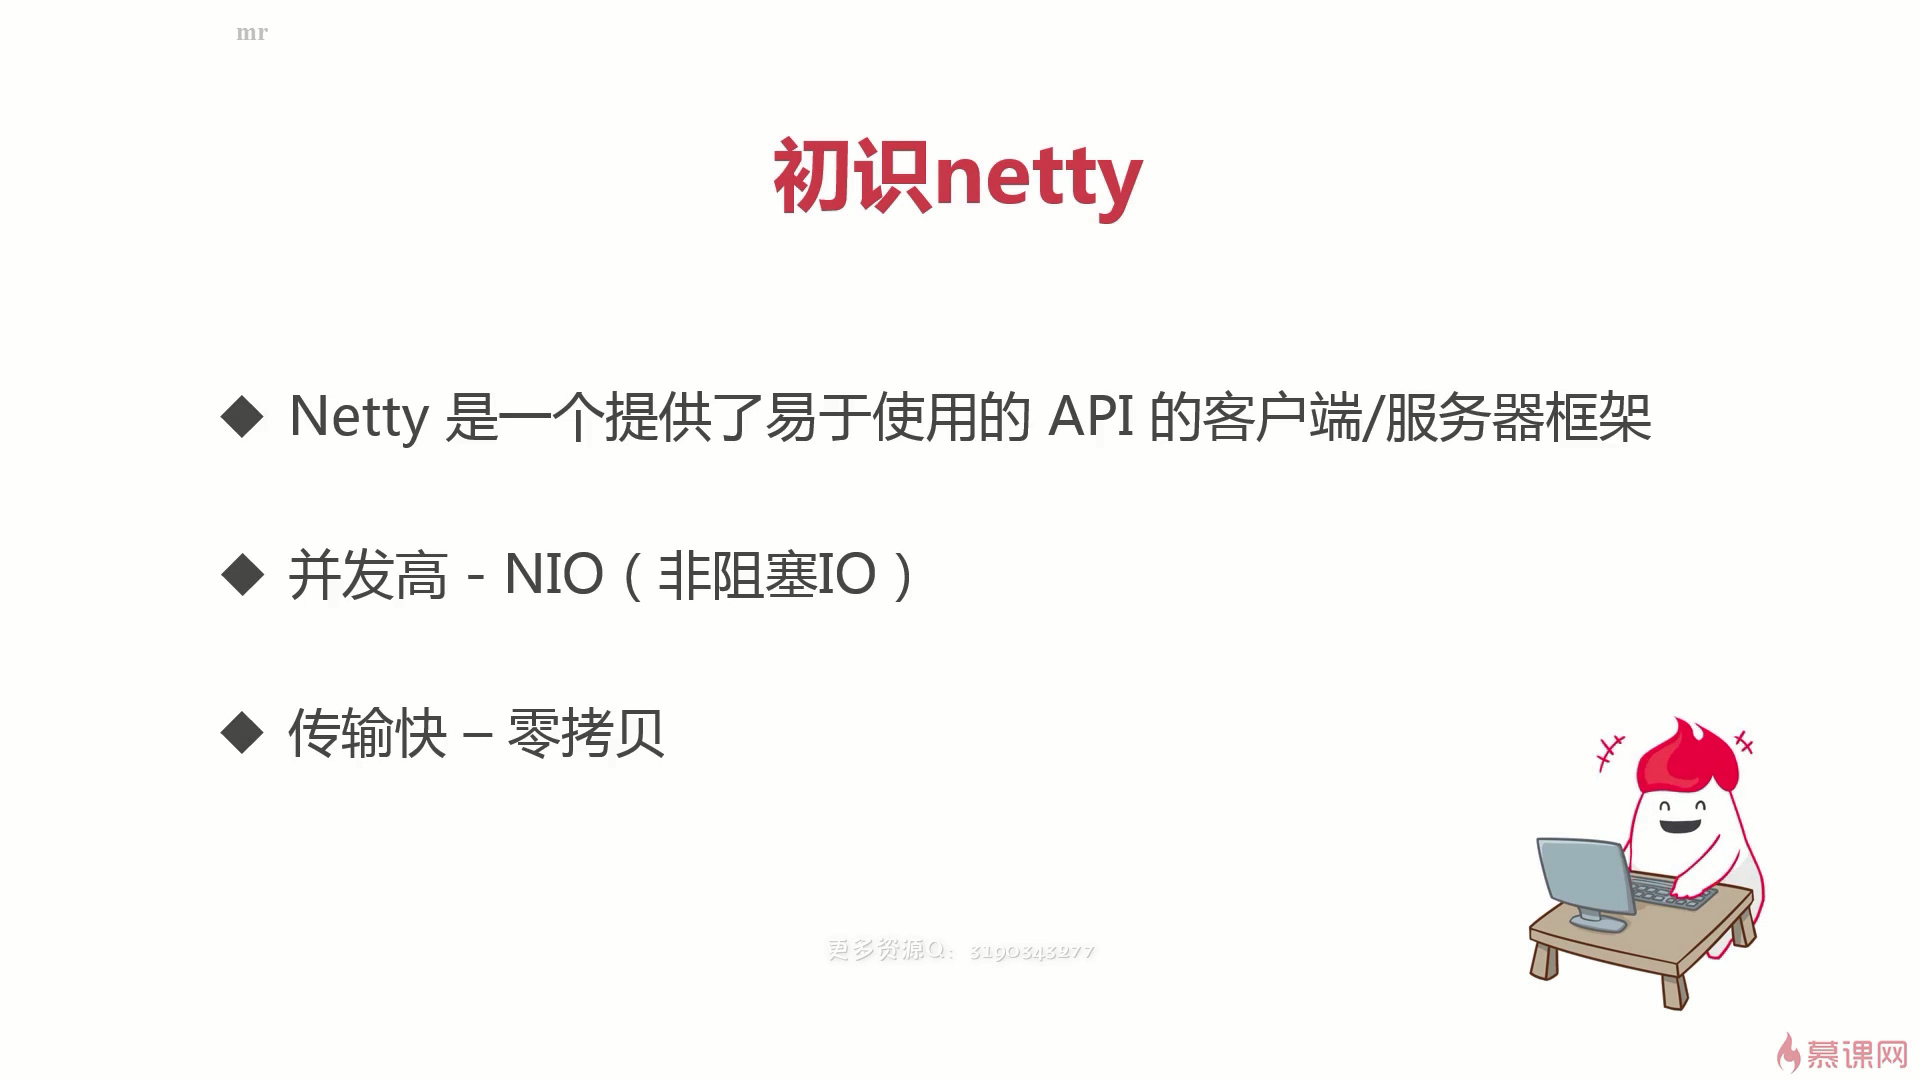 mr
初识netty
◆ Netty 是一个提供了易于使用的 API 的客户端/服务器框架
◆ 并发高 - NIO（非阻塞IO）
◆ 传输快 – 零拷贝
更多资源Q：3190343277
慕课网